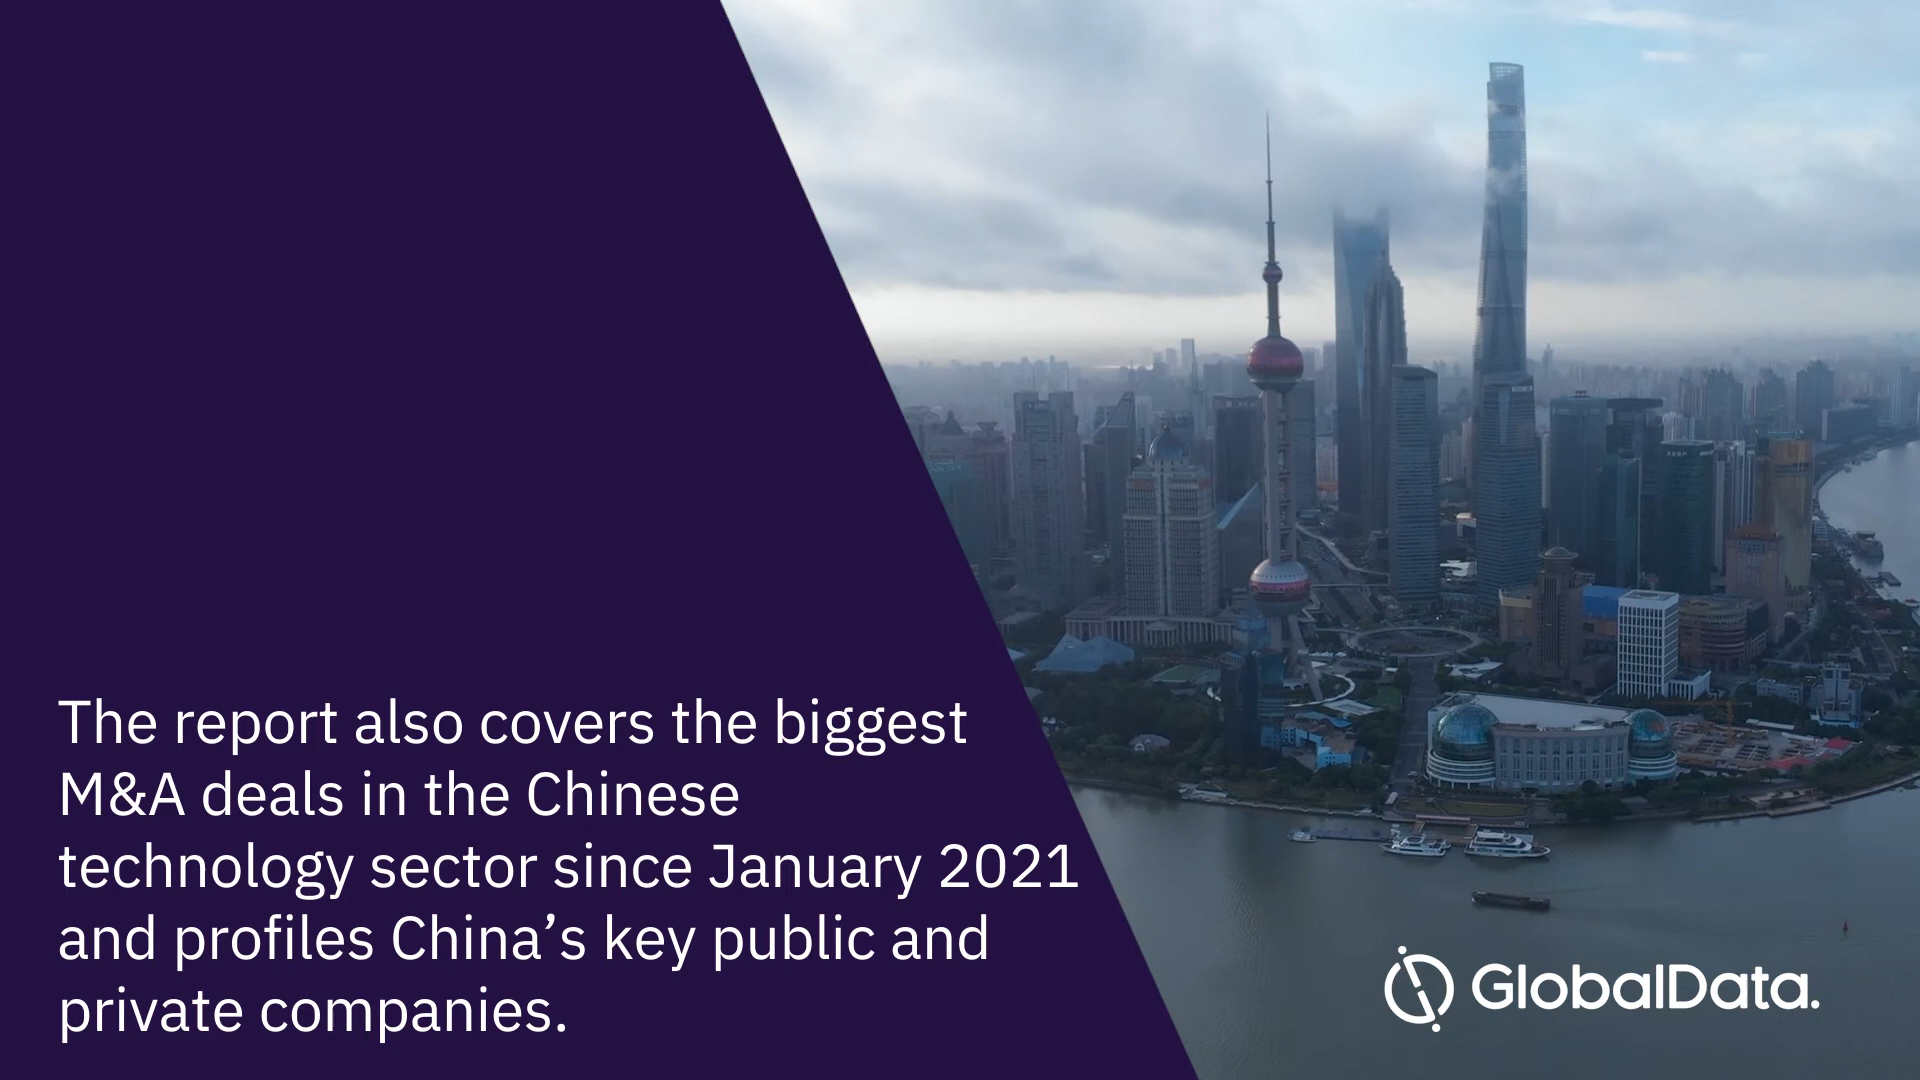 The report also covers the biggest
M&A deals in the Chinese
technology sector since January 2021
and profiles China’s key public and
private companies.
GlobalData.